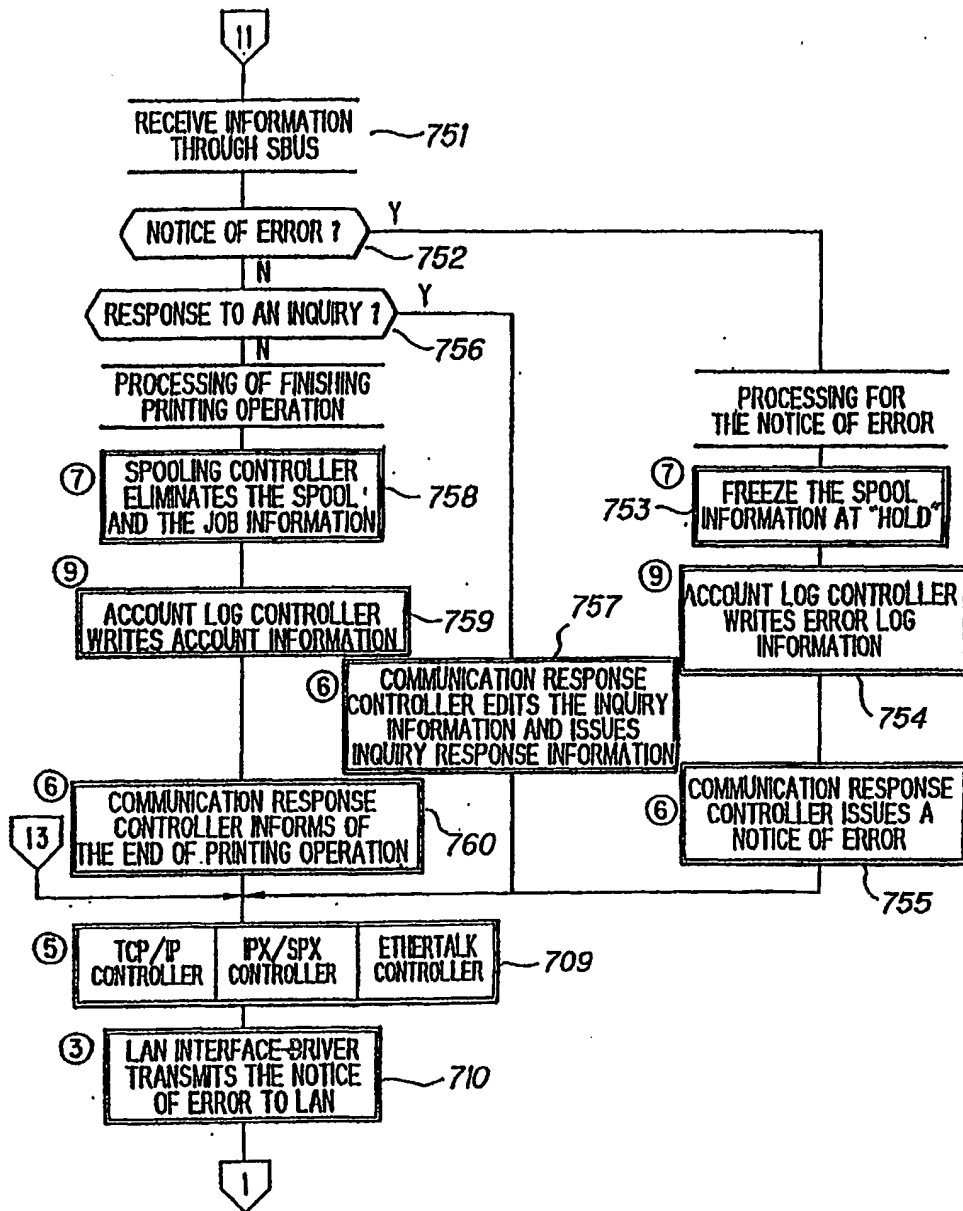 11
RECEIVE INFORMATION
THROUGH SBUS
751
NOTICE OF ERROR ?
Y
752
N
RESPONSE TO AN INQUIRY ?
Y
756
N
PROCESSING OF FINISHING
PRINTING OPERATION
⑦
SPOOLING CONTROLLER
ELIMINATES THE SPOOL,
AND THE JOB INFORMATION
758
⑨
ACCOUNT LOG CONTROLLER
WRITES ACCOUNT INFORMATION
759
757
⑥
COMMUNICATION RESPONSE
CONTROLLER EDITS THE INQUIRY
INFORMATION AND ISSUES
INQUIRY RESPONSE INFORMATION
PROCESSING FOR
THE NOTICE OF ERROR
⑦
753
FREEZE THE SPOOL
INFORMATION AT "HOLD"
⑨
ACCOUNT LOG CONTROLLER
WRITES ERROR LOG
INFORMATION
754
⑥
COMMUNICATION RESPONSE
CONTROLLER ISSUES A
NOTICE OF ERROR
755
⑥
COMMUNICATION RESPONSE
CONTROLLER INFORMS OF
THE END OF PRINTING OPERATION
760
13
⑤
TCP/IP
CONTROLLER
IPX/SPX
CONTROLLER
ETHERTALK
CONTROLLER
709
③
LAN INTERFACE-DRIVER
TRANSMITS THE NOTICE
OF ERROR TO LAN
710
1